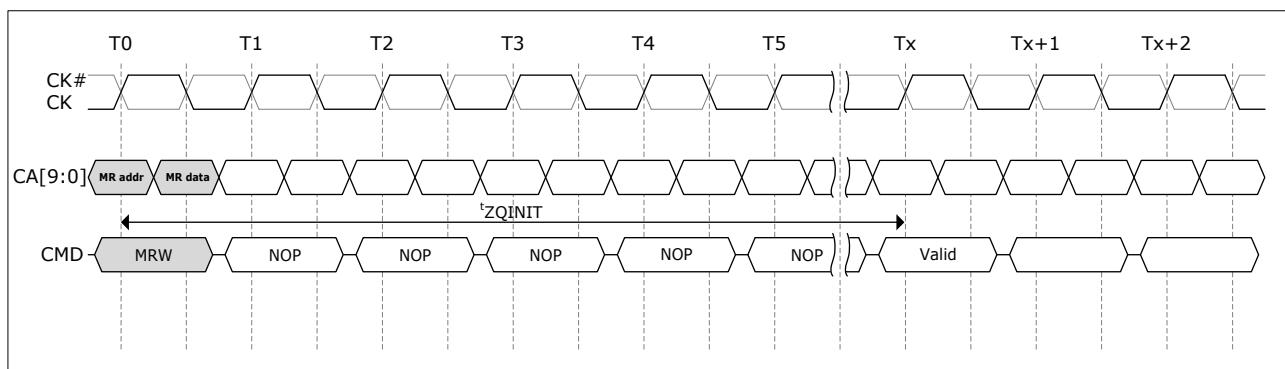 T0 T1 T2 T3 T4 T5 Tx Tx+1 Tx+2
CK#
CK
CA[9:0] MR addr MR data
tZQINIT
CMD MRW NOP NOP NOP NOP NOP Valid